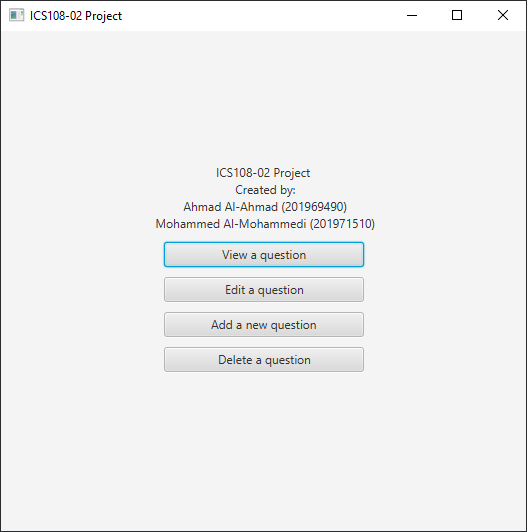 ICS108-02 Project
ICS108-02 Project
Created by:
Ahmad Al-Ahmad (201969490)
Mohammed Al-Mohammedi (201971510)
View a question
Edit a question
Add a new question
Delete a question